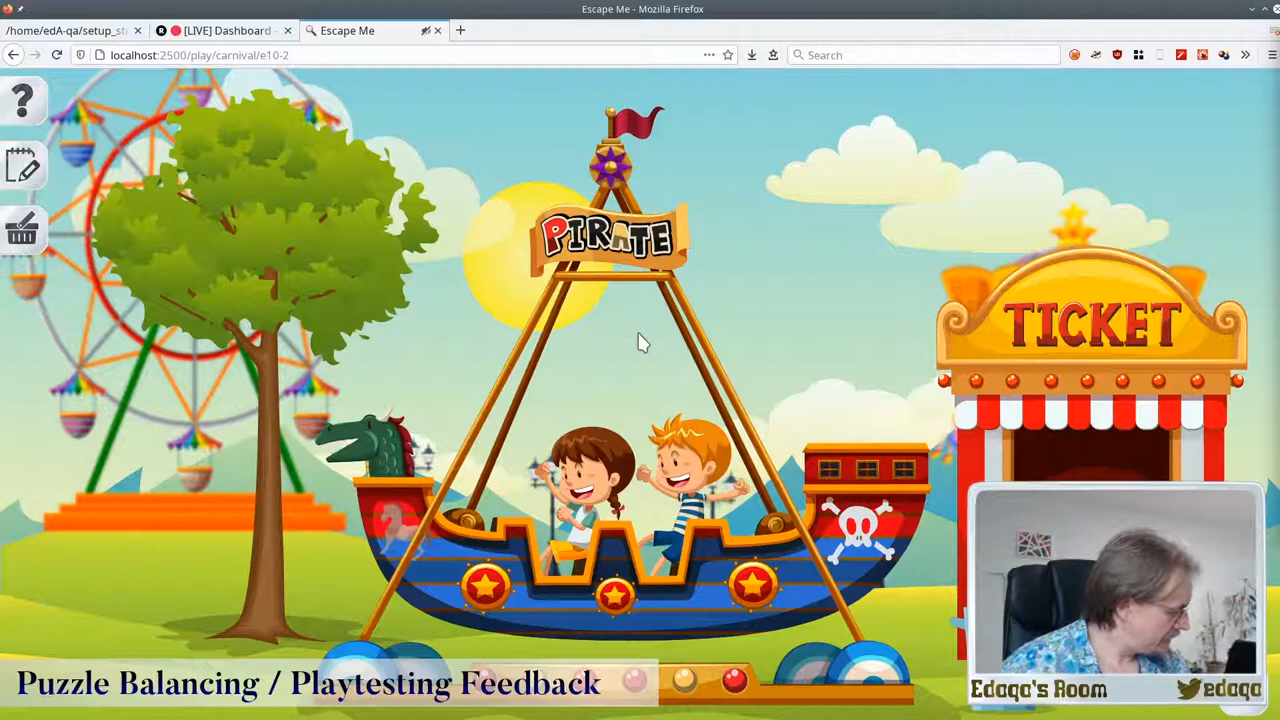 Escape Me - Mozilla Firefox
/home/edA-qa/setup_st
[LIVE] Dashboard -
Escape Me
localhost:2500/play/carnival/e10-2
Search
PIRATE
TICKET
Puzzle Balancing / Playtesting Feedback
Edaqa's Room
edaqa